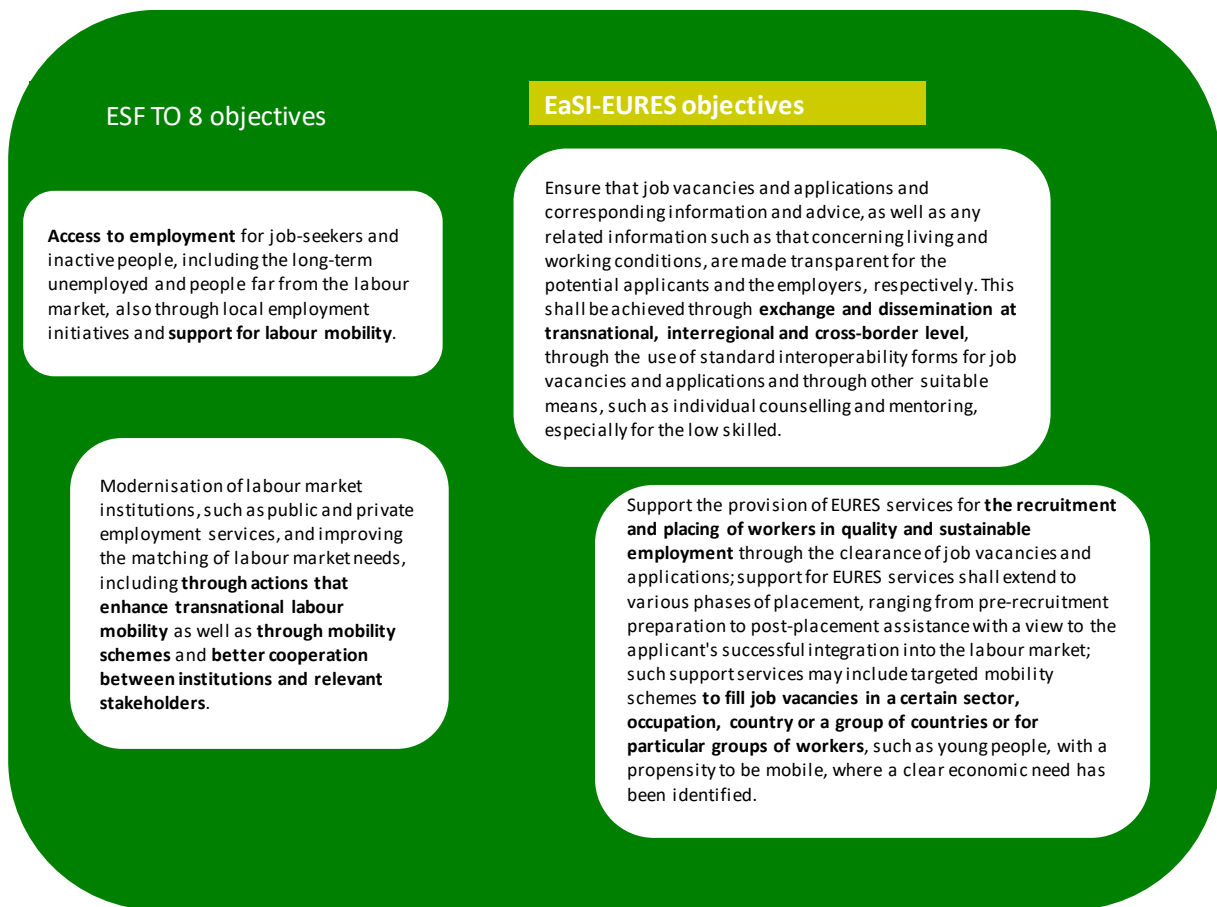 ESF TO 8 objectives
Access to employment for job-seekers and
inactive people, including the long-term
unemployed and people far from the labour
market, also through local employment
initiatives and support for labour mobility.
Modernisation of labour market
institutions, such as public and private
employment services, and improving
the matching of labour market needs,
including through actions that
enhance transnational labour
mobility as well as through mobility
schemes and better cooperation
between institutions and relevant
stakeholders.
EaSI-EURES objectives
Ensure that job vacancies and applications and
corresponding information and advice, as well as any
related information such as that concerning living and
working conditions, are made transparent for the
potential applicants and the employers, respectively. This
shall be achieved through exchange and dissemination at
transnational, interregional and cross-border level,
through the use of standard interoperability forms for job
vacancies and applications and through other suitable
means, such as individual counselling and mentoring,
especially for the low skilled.
Support the provision of EURES services for the recruitment
and placing of workers in quality and sustainable
employment through the clearance of job vacancies and
applications; support for EURES services shall extend to
various phases of placement, ranging from pre-recruitment
preparation to post-placement assistance with a view to the
applicant's successful integration into the labour market;
such support services may include targeted mobility
schemes to fill job vacancies in a certain sector,
occupation, country or a group of countries or for
particular groups of workers, such as young people, with a
propensity to be mobile, where a clear economic need has
been identified.